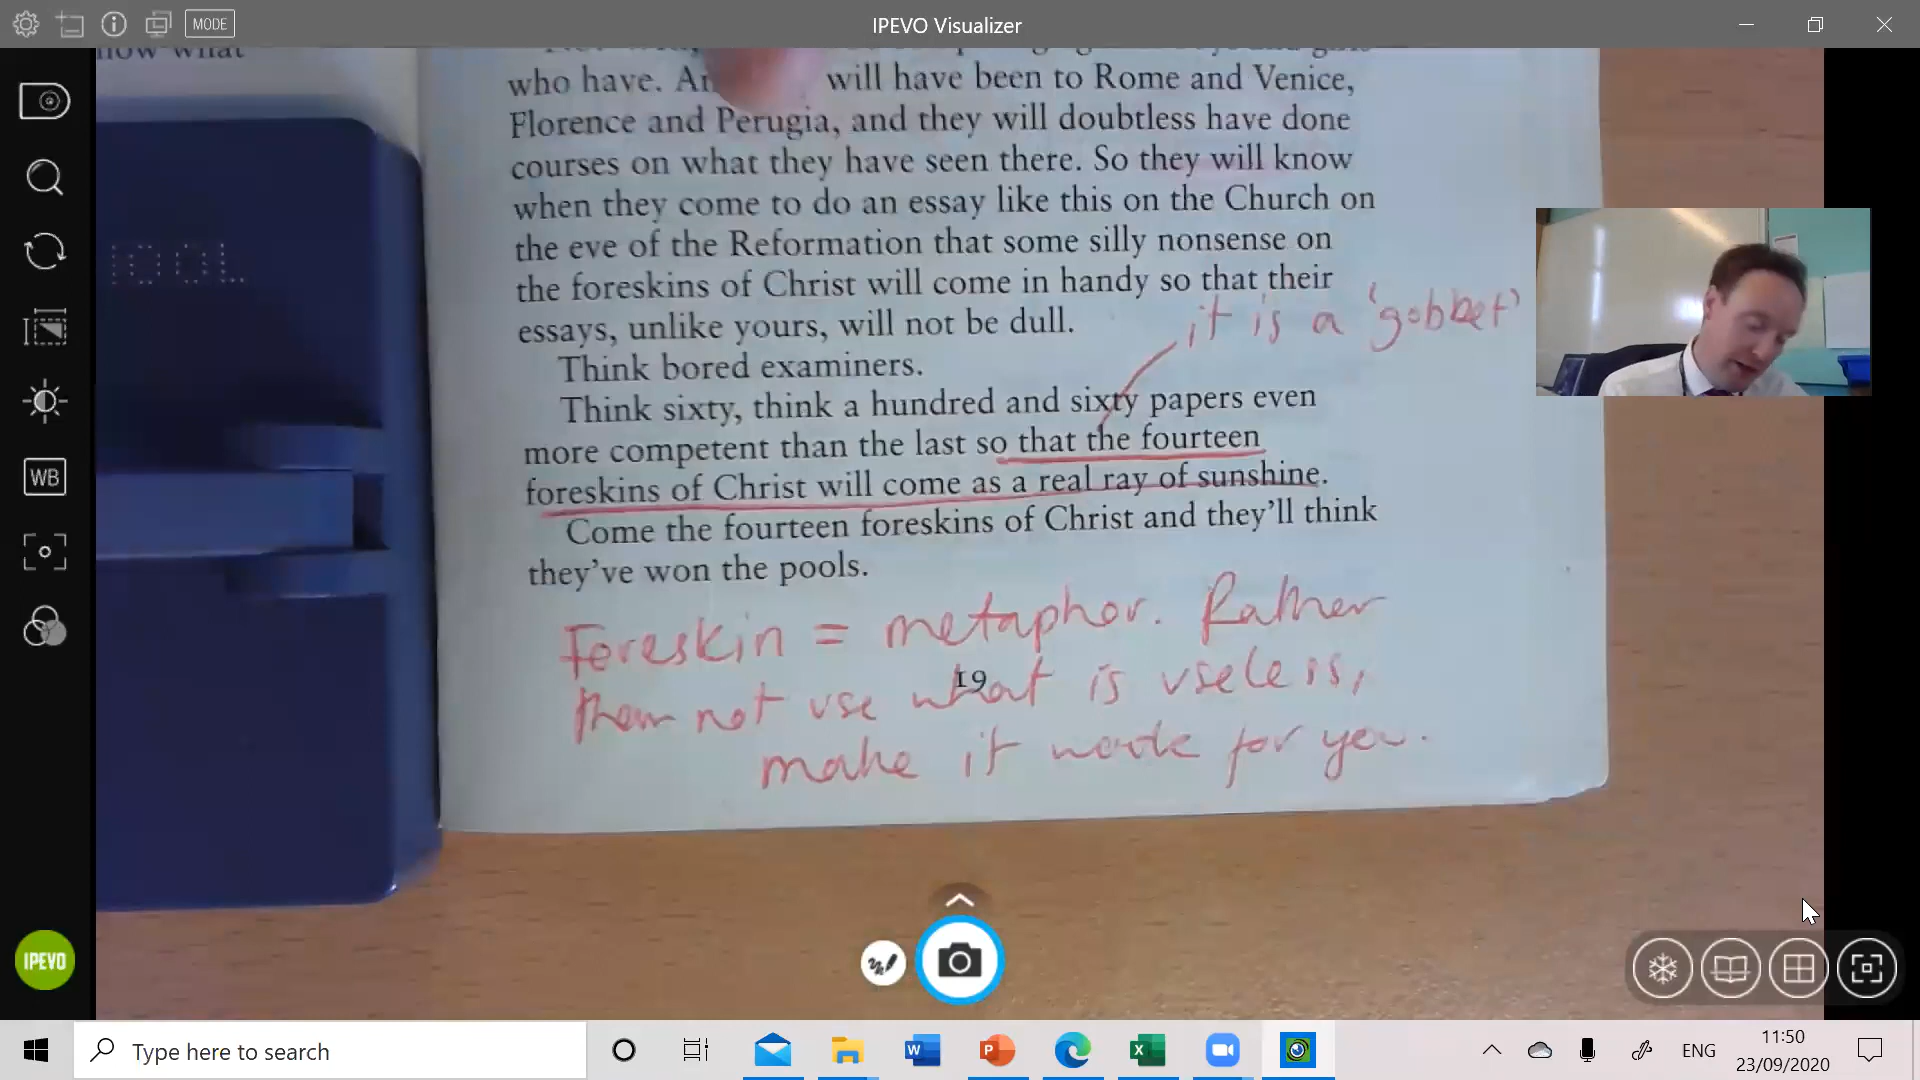 MODE
IPEVO Visualizer
now what
who have. will have been to Rome and Venice,
Florence and Perugia, and they will doubtless have done
courses on what they have seen there. So they will know
when they come to do an essay like this on the Church on
the eve of the Reformation that some silly nonsense on
the foreskins of Christ will come in handy so that their
essays, unlike yours, will not be dull.
it is a 'gobbet'
Think bored examiners.
Think sixty, think a hundred and sixty papers even
more competent than the last so that the fourteen
foreskins of Christ will come as a real ray of sunshine.
Come the fourteen foreskins of Christ and they'll think
they've won the pools.
Foreskin = metaphor. Rather
than not use what is useless,
make it work for you.
19
WB
IPEVO
Type here to search
ENG
11:50
23/09/2020